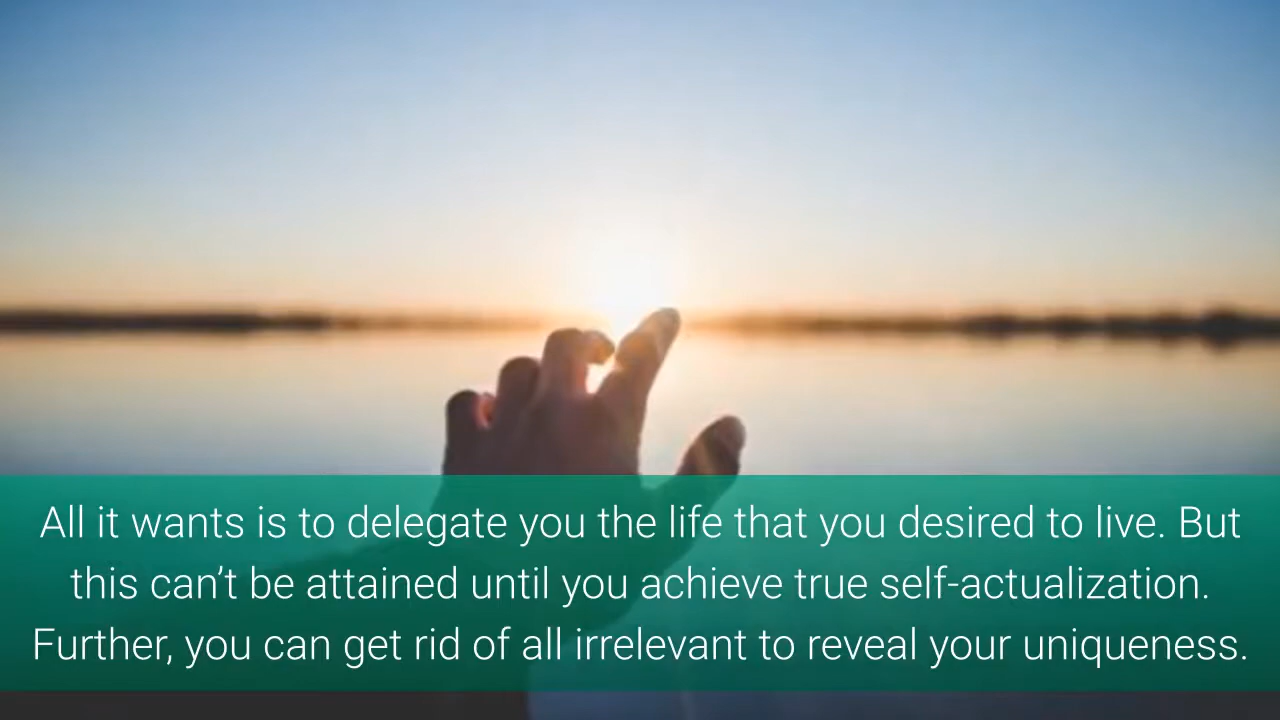 All it wants is to delegate you the life that you desired to live. But
this can’t be attained until you achieve true self-actualization.
Further, you can get rid of all irrelevant to reveal your uniqueness.